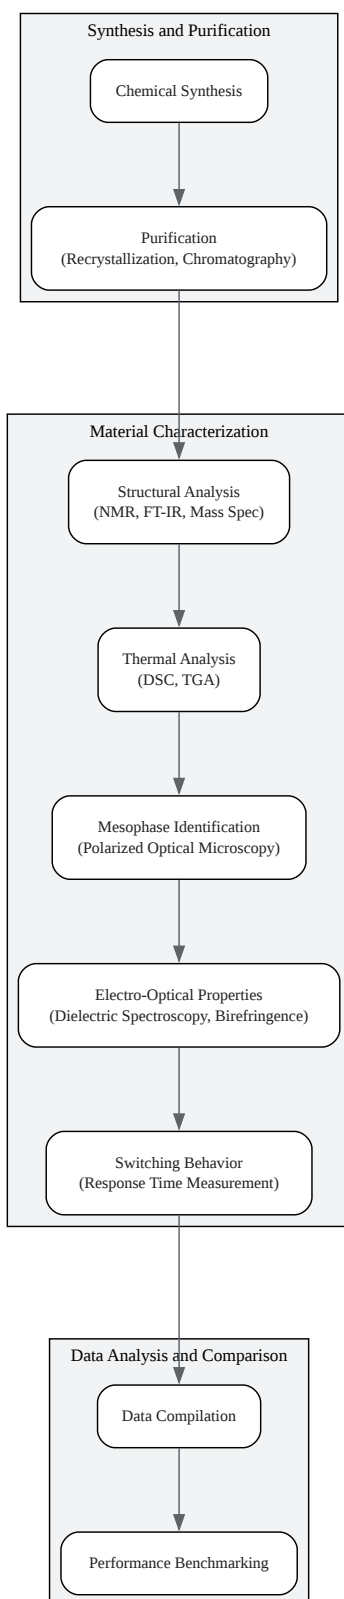 Synthesis and Purification
Chemical Synthesis
Purification
(Recrystallization, Chromatography)
Material Characterization
Structural Analysis
(NMR, FT-IR, Mass Spec)
Thermal Analysis
(DSC, TGA)
Mesophase Identification
(Polarized Optical Microscopy)
Electro-Optical Properties
(Dielectric Spectroscopy, Birefringence)
Switching Behavior
(Response Time Measurement)
Data Analysis and Comparison
Data Compilation
Performance Benchmarking